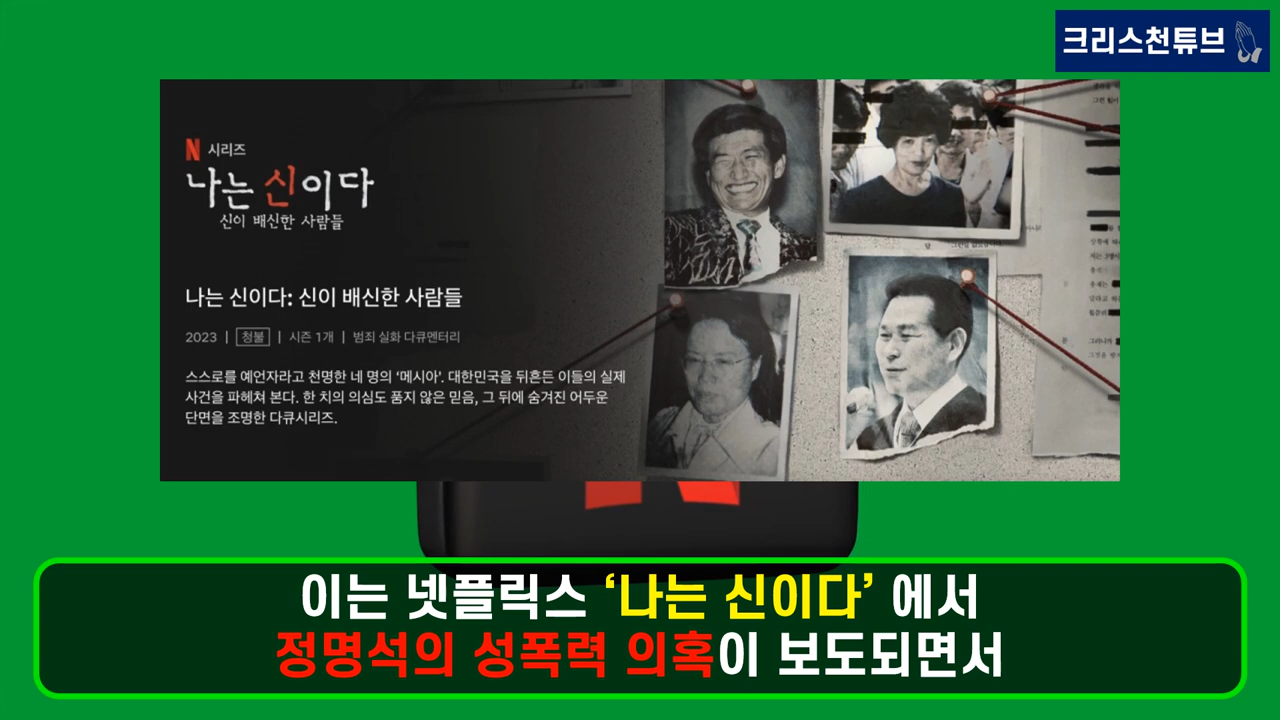 크리스천튜브
N 시리즈
나는 신이다
신이 배신한 사람들
나는 신이다: 신이 배신한 사람들
2023 | 청불 | 시즌 1개 | 범죄 실화 다큐멘터리
스스로를 예언자라고 천명한 네 명의 ‘메시아’. 대한민국을 뒤흔든 이들의 실제
사건을 파헤쳐 본다. 한 치의 의심도 품지 않은 믿음, 그 뒤에 숨겨진 어두운
단면을 조명한 다큐시리즈.
이는 넷플릭스 ‘나는 신이다’ 에서
정명석의 성폭력 의혹이 보도되면서